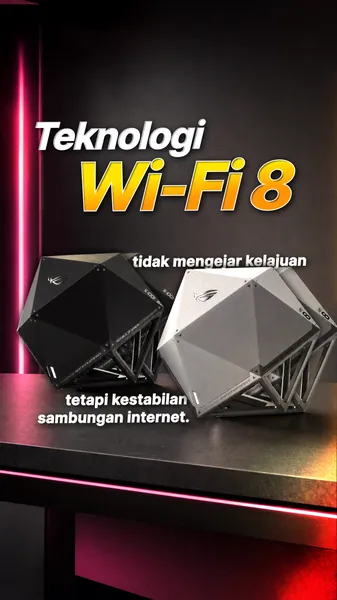 Teknologi
Wi-Fi 8
tidak mengejar kelajuan
tetapi kestabilan
sambungan internet.